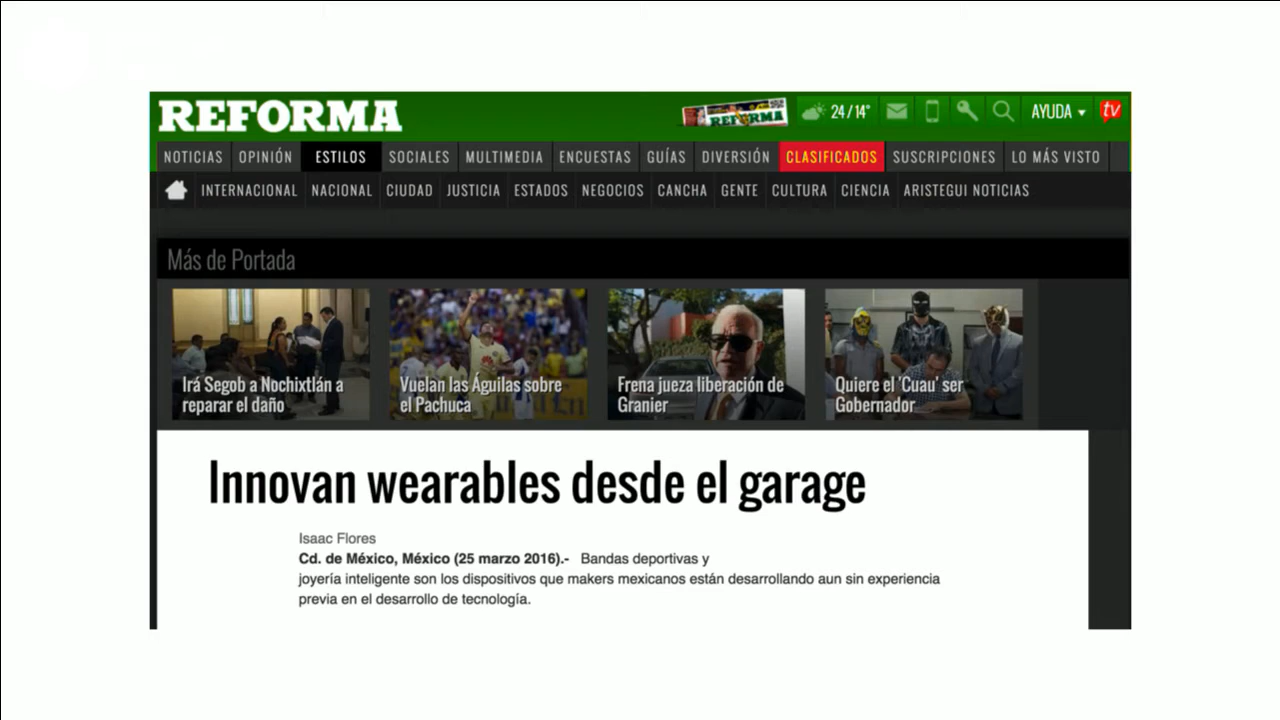 REFORMA
REFORMA
24/14°
AYUDA
tv
NOTICIAS OPINIÓN ESTILOS SOCIALES MULTIMEDIA ENCUESTAS GUÍAS DIVERSIÓN CLASIFICADOS SUSCRIPCIONES LO MÁS VISTO
INTERNACIONAL NACIONAL CIUDAD JUSTICIA ESTADOS NEGOCIOS CANCHA GENTE CULTURA CIENCIA ARISTEGUI NOTICIAS
Más de Portada
Irá Segob a Nochixtlán a
reparar el daño
Vuelan las Águilas sobre
el Pachuca
Frena jueza liberación de
Granier
Quiere el 'Cuau' ser
Gobernador
Innovan wearables desde el garage
Isaac Flores
Cd. de México, México (25 marzo 2016).- Bandas deportivas y
joyería inteligente son los dispositivos que makers mexicanos están desarrollando aun sin experiencia
previa en el desarrollo de tecnología.